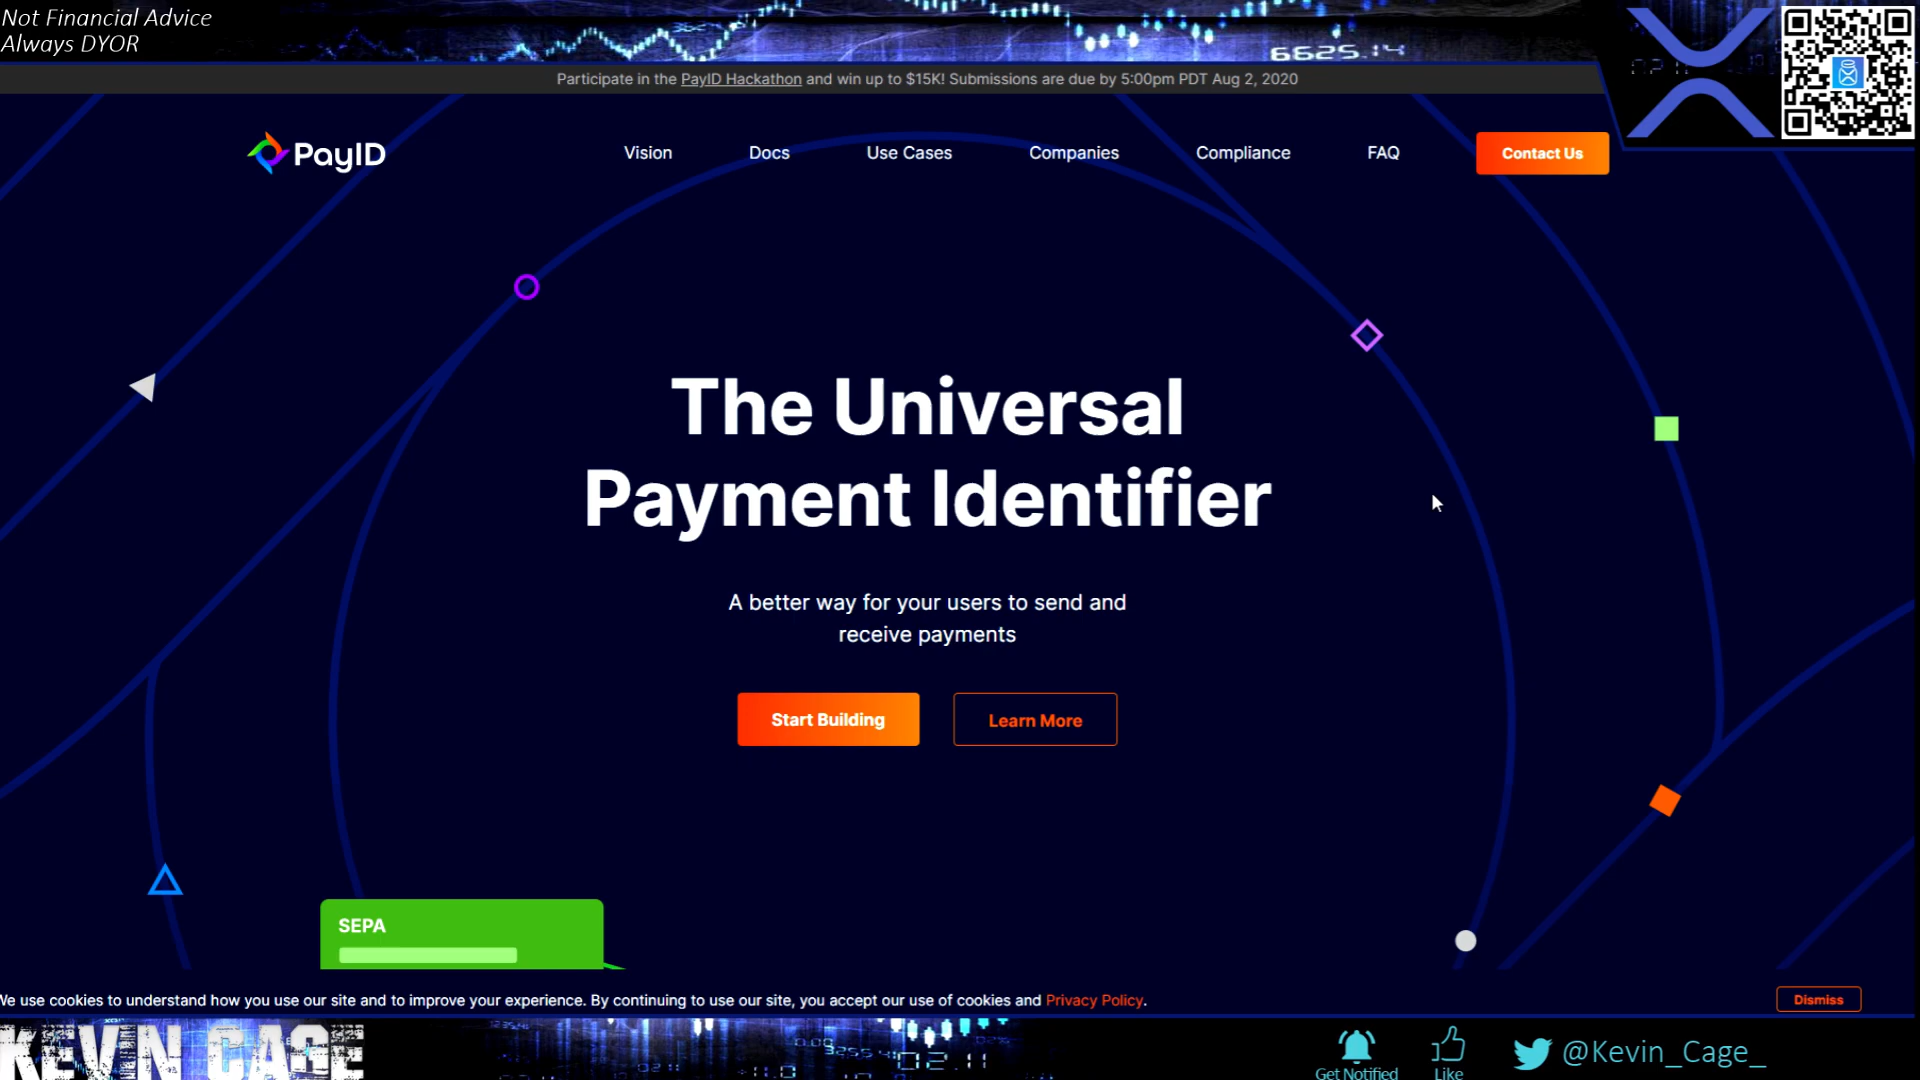 Not Financial Advice
Always DYOR
6625.14
Participate in the PayID Hackathon and win up to $15K! Submissions are due by 5:00pm PDT Aug 2, 2020
PayID
Vision
Docs
Use Cases
Companies
Compliance
FAQ
Contact Us
The Universal
Payment Identifier
A better way for your users to send and
receive payments
Start Building
Learn More
SEPA
We use cookies to understand how you use our site and to improve your experience. By continuing to use our site, you accept our use of cookies and Privacy Policy.
Dismiss
KEVIN CAGE
Get Notified
Like
@Kevin_Cage_